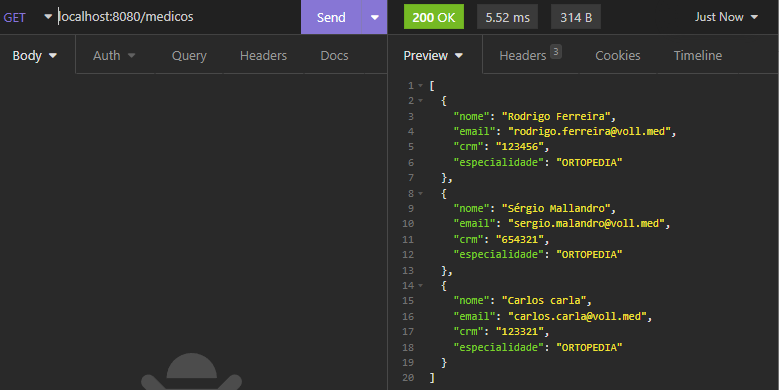 GET localhost:8080/medicos Send 200 OK 5.52 ms 314 B Just Now
Body Auth Query Headers Docs Preview Headers 3 Cookies Timeline
1 [
2 {
3 "nome": "Rodrigo Ferreira",
4 "email": "rodrigo.ferreira@voll.med",
5 "crm": "123456",
6 "especialidade": "ORTOPEDIA"
7 },
8 {
9 "nome": "Sérgio Mallandro",
10 "email": "sergio.malandro@voll.med",
11 "crm": "654321",
12 "especialidade": "ORTOPEDIA"
13 },
14 {
15 "nome": "Carlos carla",
16 "email": "carlos.carla@voll.med",
17 "crm": "123321",
18 "especialidade": "ORTOPEDIA"
19 }
20 ]